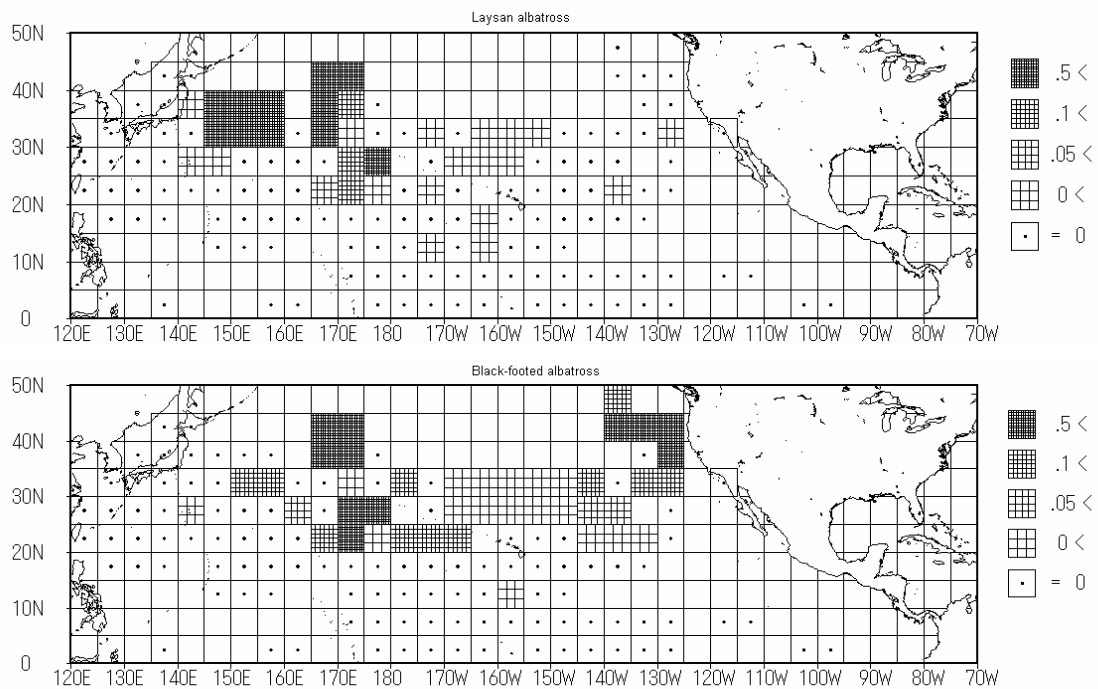 Laysan albatross
50N
40N
30N
20N
10N
0
120E 130E 140E 150E 160E 170E 180 170W 160W 150W 140W 130W 120W 110W 100W 90W 80W 70W
.5 <
.1 <
.05 <
0 <
= 0
Black-footed albatross
50N
40N
30N
20N
10N
0
120E 130E 140E 150E 160E 170E 180 170W 160W 150W 140W 130W 120W 110W 100W 90W 80W 70W
.5 <
.1 <
.05 <
0 <
= 0